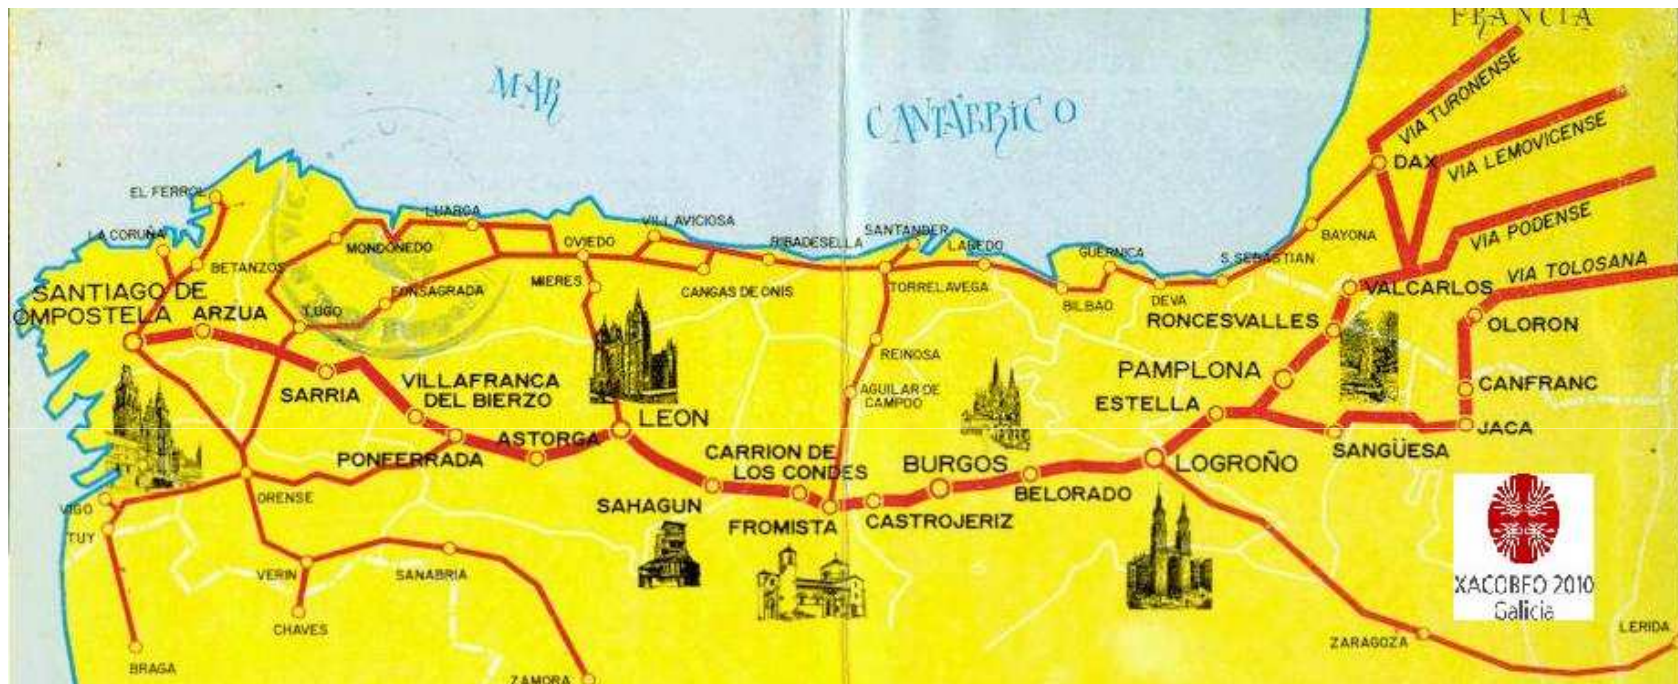 FRANCIA
MAR
CANTÁBRICO
VIA TURONENSE
VIA LEMOVICENSE
VIA PODENSE
VIA TOLOSANA
DAX
BAYONA
EL FERROL
LA CORUÑA
BETANZOS
MONDOÑEDO
LUARCA
OVIEDO
VILLAVICIOSA
RIBADESELLA
SANTANDER
LAREDO
GUERNICA
S. SEBASTIAN
MIERES
CANGAS DE ONIS
TORRELAVEGA
BILBAO
DEVA
VALCARLOS
RONCESVALLES
OLORON
SANTIAGO DE
OMPOSTELA
ARZUA
LUGO
FONSAGRADA
REINOSA
AGUILAR DE
CAMPOO
PAMPLONA
ESTELLA
CANFRANC
JACA
SANGÜESA
SARRIA
VILLAFRANCA
DEL BIERZO
PONFERRADA
ASTORGA
LEON
CARRION DE
LOS CONDES
BURGOS
BELORADO
LOGROÑO
SAHAGUN
FROMISTA
CASTROJERIZ
ORENSE
VIGO
TUY
VERIN
SANABRIA
CHAVES
BRAGA
ZAMORA
ZARAGOZA
LERIDA
XACOBEO 2010
Galicia